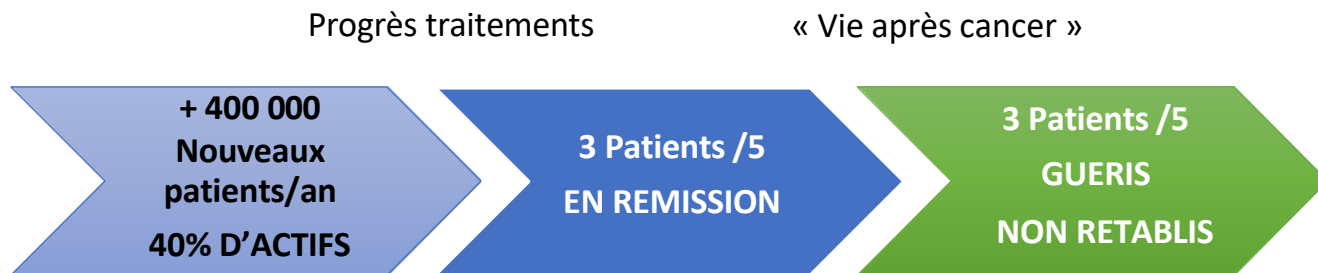 Progrès traitements
« Vie après cancer »
+ 400 000
Nouveaux
patients/an
40% D’ACTIFS
3 Patients /5
EN REMISSION
3 Patients /5
GUERIS
NON RETABLIS